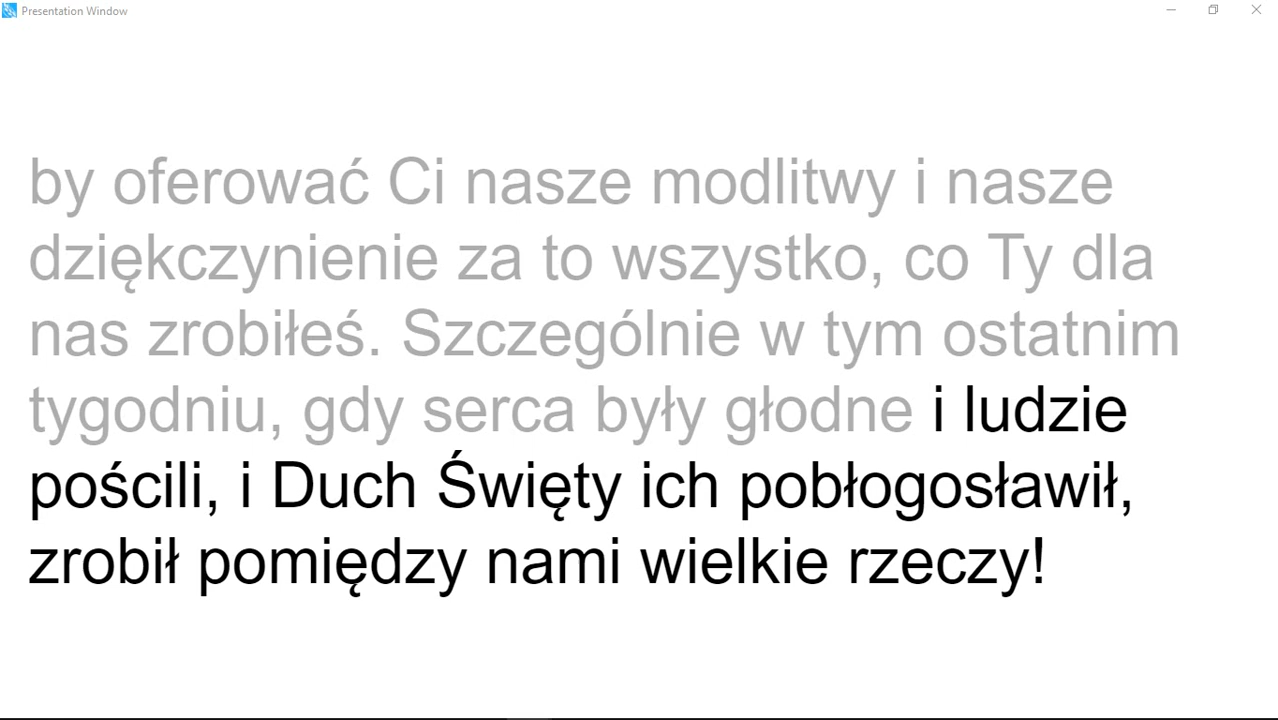 Presentation Window
by oferować Ci nasze modlitwy i nasze
dziękczynienie za to wszystko, co Ty dla
nas zrobiłeś. Szczególnie w tym ostatnim
tygodniu, gdy serca były głodne i ludzie
pościli, i Duch Święty ich pobłogosławił,
zrobił pomiędzy nami wielkie rzeczy!